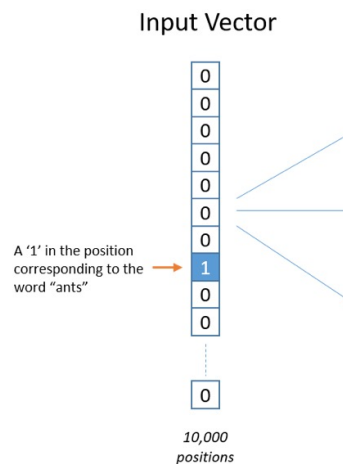 Input Vector
0
0
0
0
0
0
0
A ‘1’ in the position
corresponding to the
word “ants”
1
0
0
0
10,000
positions